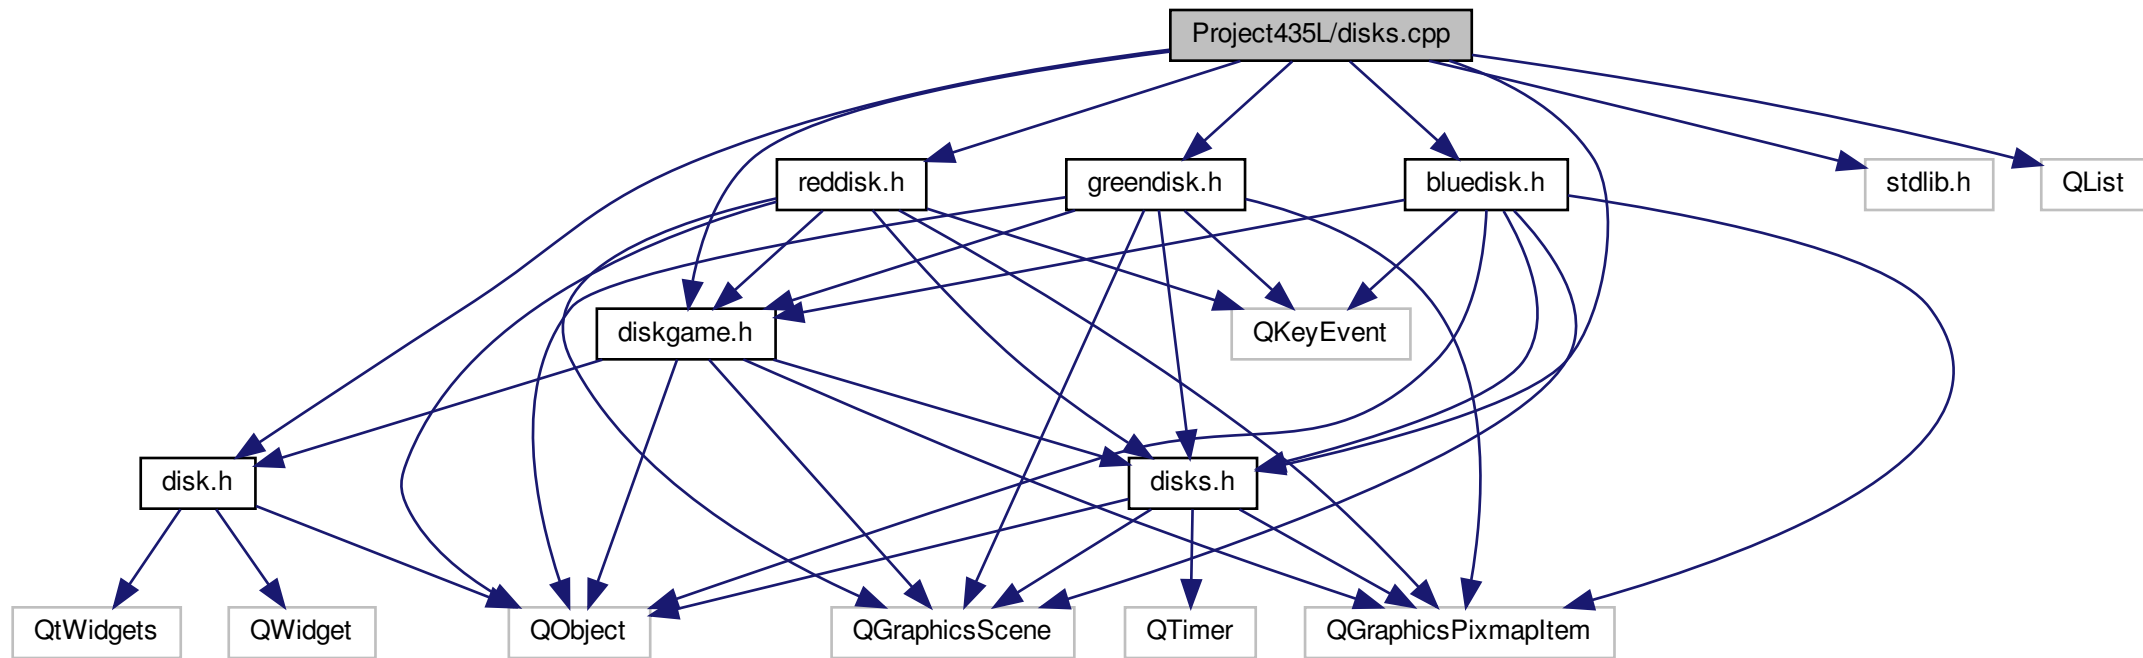 Project435L/disks.cpp
reddisk.h
greendisk.h
bluedisk.h
stdlib.h
QList
diskgame.h
QKeyEvent
disk.h
disks.h
QtWidgets
QWidget
QObject
QGraphicsScene
QTimer
QGraphicsPixmapItem